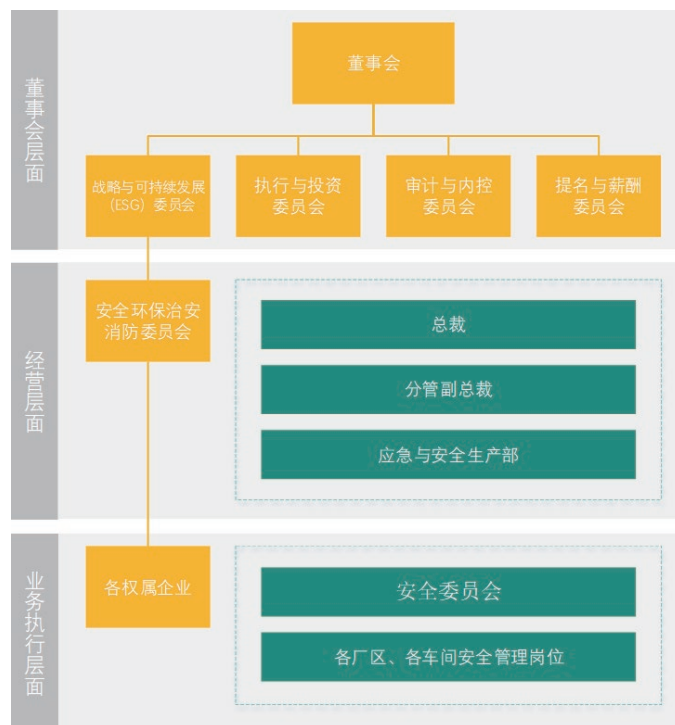 董事会层面
董事会
战略与可持续发展
（ESG）委员会
执行与投资
委员会
审计与内控
委员会
提名与薪酬
委员会
经营层面
安全环保治安
消防委员会
总裁
分管副总裁
应急与安全生产部
业务执行层面
各权属企业
安全委员会
各厂区、各车间安全管理岗位